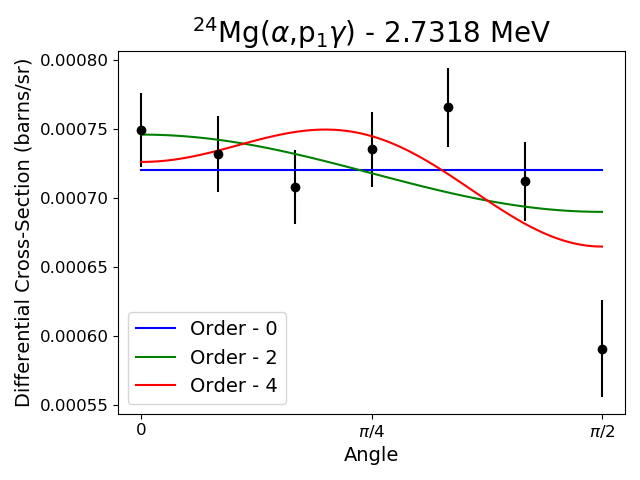 ²⁴Mg(α,p₁γ) - 2.7318 MeV
Differential Cross-Section (barns/sr)
0.00080
0.00075
0.00070
0.00065
0.00060
0.00055
Order - 0
Order - 2
Order - 4
0 π/4 π/2
Angle